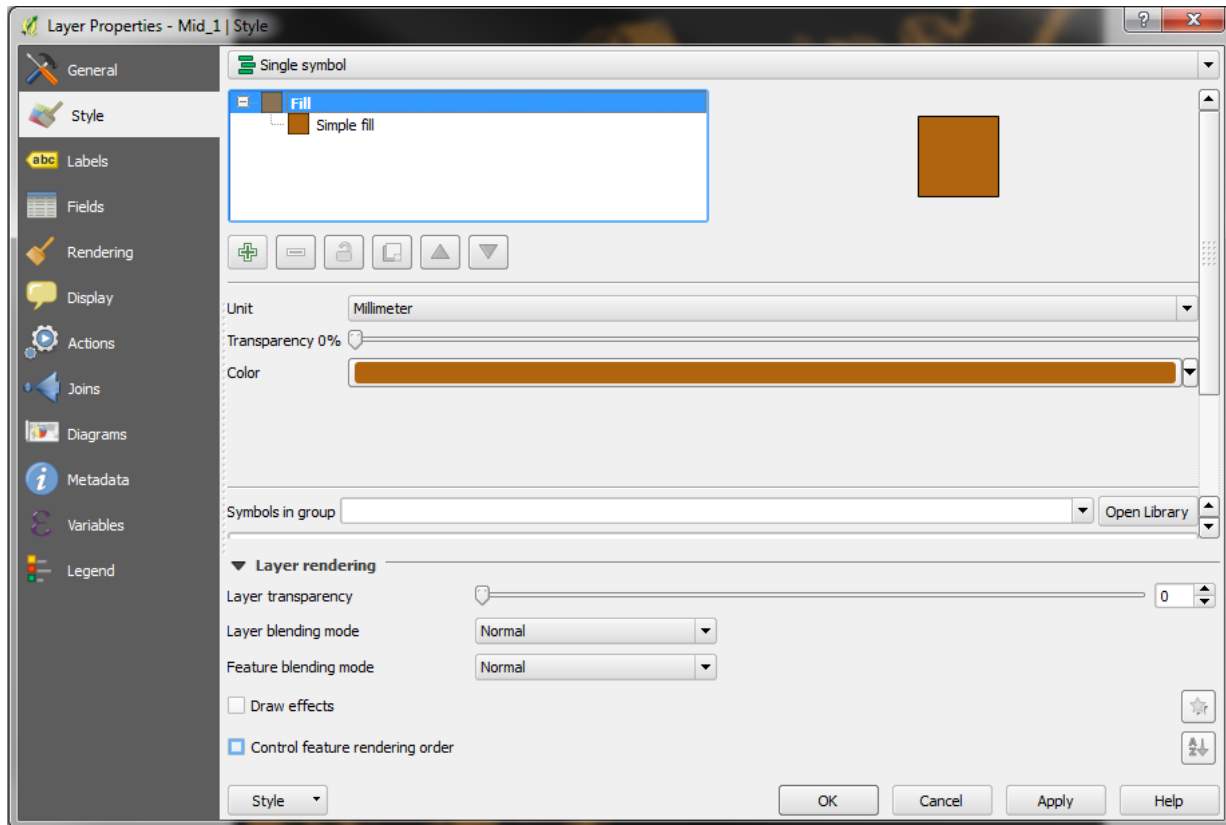 Layer Properties - Mid_1 | Style
General
Style
abc Labels
Fields
Rendering
Display
Actions
Joins
Diagrams
Metadata
Variables
Legend
Single symbol
Fill
Simple fill
Unit Millimeter
Transparency 0%
Color
Symbols in group Open Library
Layer rendering
Layer transparency 0
Layer blending mode Normal
Feature blending mode Normal
Draw effects
Control feature rendering order
Style OK Cancel Apply Help